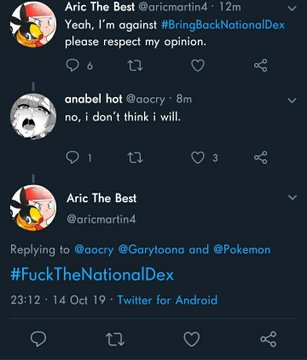 Aric The Best @aricmartin4 · 12m
Yeah, I'm against #BringBackNationalDex
please respect my opinion.
6
anabel hot @aocry · 8m
no, i don't think i will.
1 3
Aric The Best
@aricmartin4
Replying to @aocry @Garytoona and @Pokemon
#FuckTheNationalDex
23:12 · 14 Oct 19 · Twitter for Android